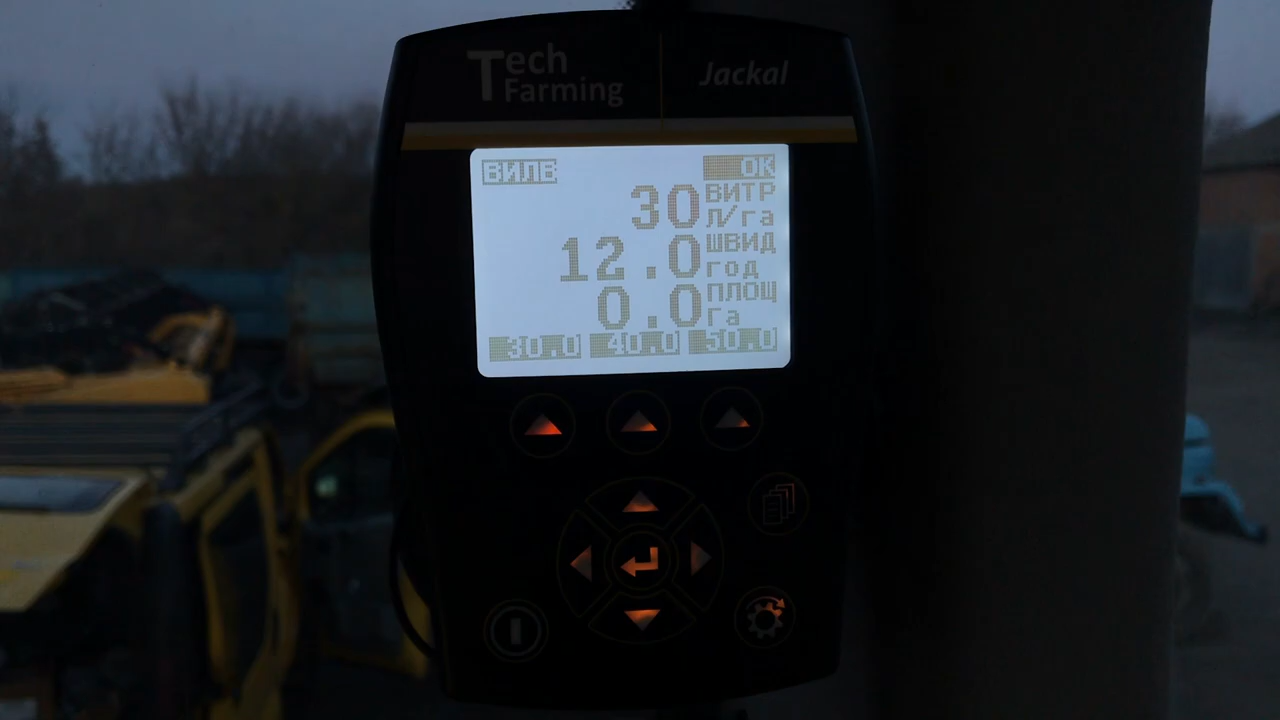 Tech Farming
Jackal
ВИЛВ
OK
30 ВИТР л/га
12.0 ШВИД год
0.0 ПЛОЩ га
30.0 40.0 50.0